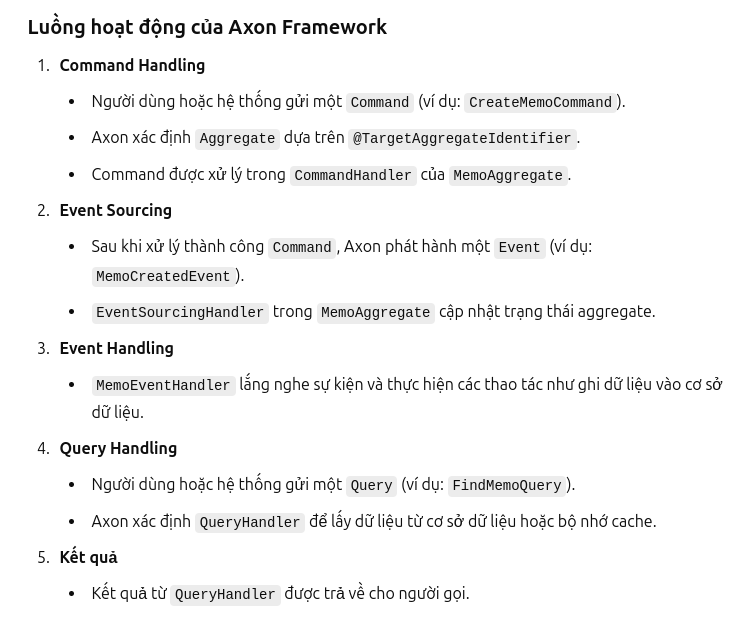 Luồng hoạt động của Axon Framework
1. Command Handling
• Người dùng hoặc hệ thống gửi một Command (ví dụ: CreateMemoCommand).
• Axon xác định Aggregate dựa trên @TargetAggregateIdentifier.
• Command được xử lý trong CommandHandler của MemoAggregate.
2. Event Sourcing
• Sau khi xử lý thành công Command, Axon phát hành một Event (ví dụ:
MemoCreatedEvent).
• EventSourcingHandler trong MemoAggregate cập nhật trạng thái aggregate.
3. Event Handling
• MemoEventHandler lắng nghe sự kiện và thực hiện các thao tác như ghi dữ liệu vào cơ sở
dữ liệu.
4. Query Handling
• Người dùng hoặc hệ thống gửi một Query (ví dụ: FindMemoQuery).
• Axon xác định QueryHandler để lấy dữ liệu từ cơ sở dữ liệu hoặc bộ nhớ cache.
5. Kết quả
• Kết quả từ QueryHandler được trả về cho người gọi.